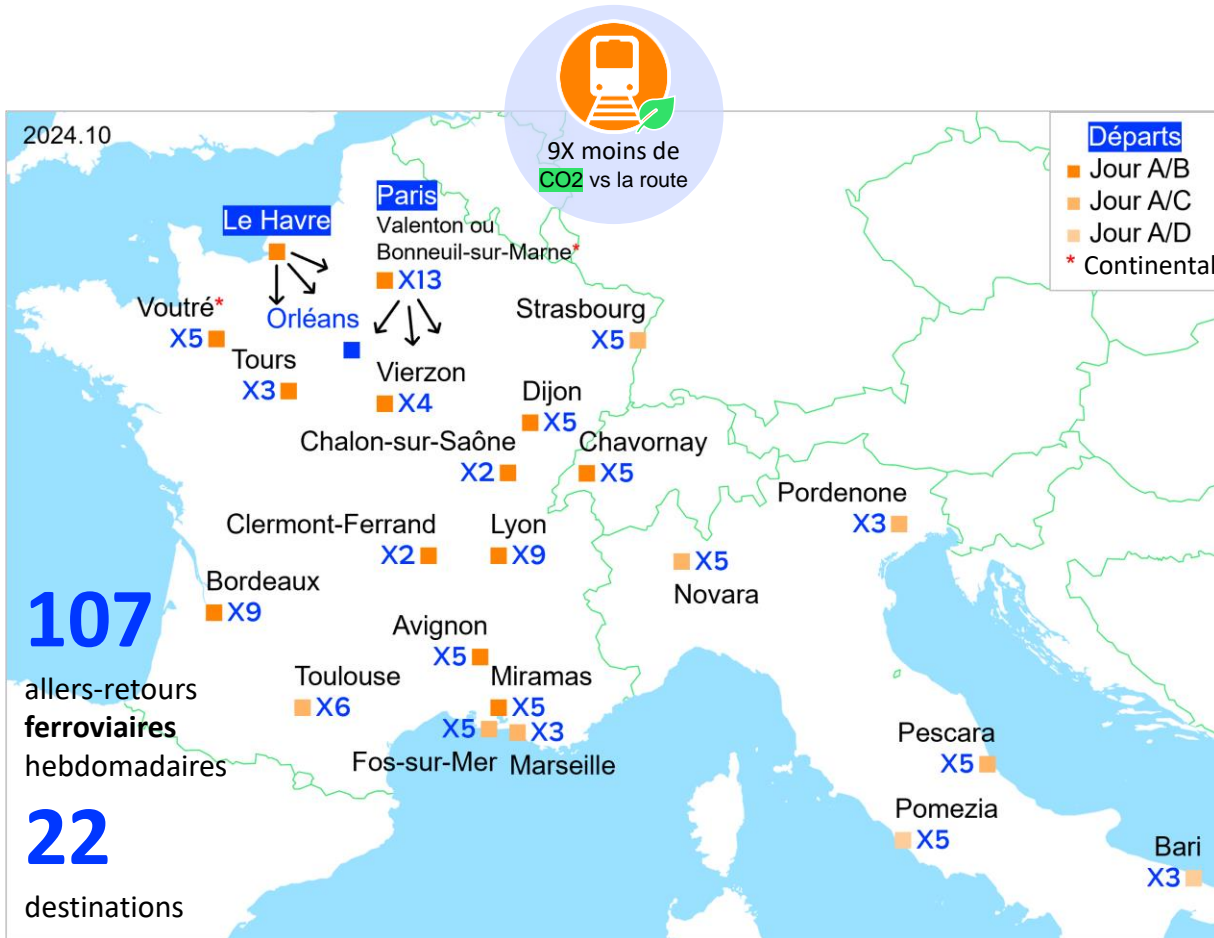 9X moins de
CO2 vs la route
2024.10
Départs
Jour A/B
Jour A/C
Jour A/D
* Continental
Paris
Valenton ou
Bonneuil-sur-Marne*
X13
Le Havre
Voutré*
X5
Orléans
Strasbourg
X5
Tours
X3
Vierzon
X4
Dijon
X5
Chalon-sur-Saône
X2
Chavornay
X5
Pordenone
X3
Clermont-Ferrand
X2
Lyon
X9
X5
Novara
Bordeaux
X9
107
allers-retours
ferroviaires
hebdomadaires
Avignon
X5
Toulouse
X6
Miramas
X5
X5
Fos-sur-Mer
X3
Marseille
Pescara
X5
Pomezia
X5
Bari
X3
22
destinations